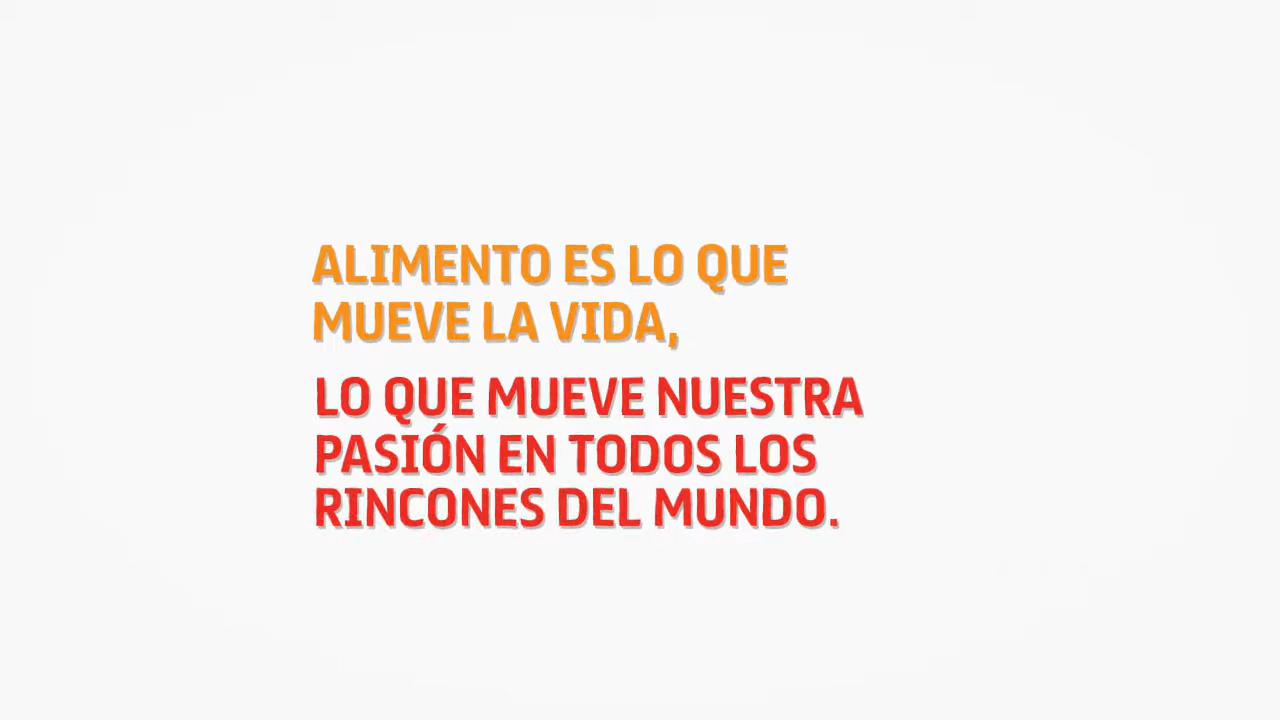 ALIMENTO ES LO QUE
MUEVE LA VIDA,
LO QUE MUEVE NUESTRA
PASIÓN EN TODOS LOS
RINCONES DEL MUNDO.